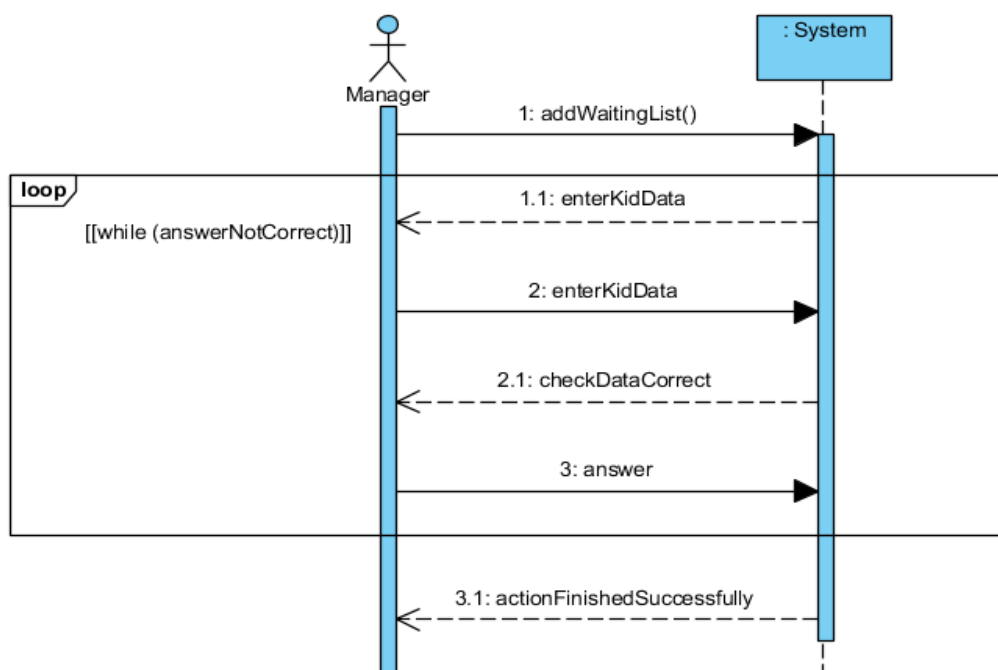 : System
Manager
1: addWaitingList()
loop
1.1: enterKidData
[[while (answerNotCorrect)]]
2: enterKidData
2.1: checkDataCorrect
3: answer
3.1: actionFinishedSuccessfully